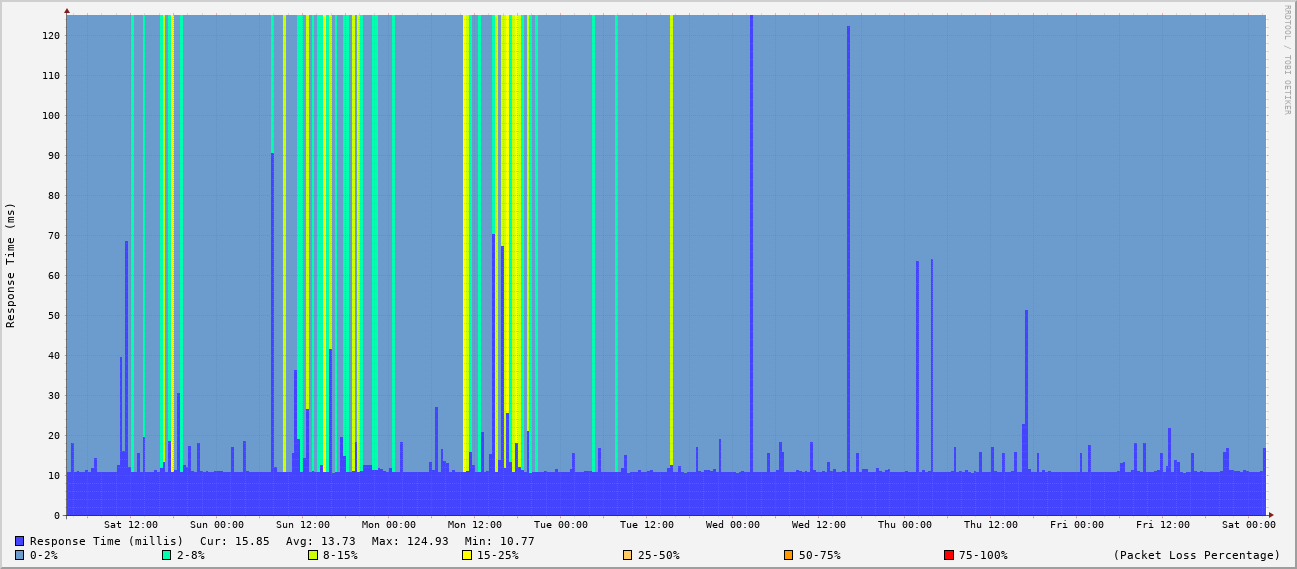 RRDTOOL / TOBI OETIKER
Response Time (ms)
120
110
100
90
80
70
60
50
40
30
20
10
0
Sat 12:00 Sun 00:00 Sun 12:00 Mon 00:00 Mon 12:00 Tue 00:00 Tue 12:00 Wed 00:00 Wed 12:00 Thu 00:00 Thu 12:00 Fri 00:00 Fri 12:00 Sat 00:00
Response Time (millis) Cur: 15.85 Avg: 13.73 Max: 124.93 Min: 10.77
0-2% 2-8% 8-15% 15-25% 25-50% 50-75% 75-100% (Packet Loss Percentage)